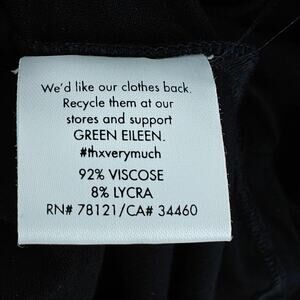 We'd like our clothes back.
Recycle them at our
stores and support
GREEN EILEEN.
#thxverymuch
92% VISCOSE
8% LYCRA
RN# 78121/CA# 34460